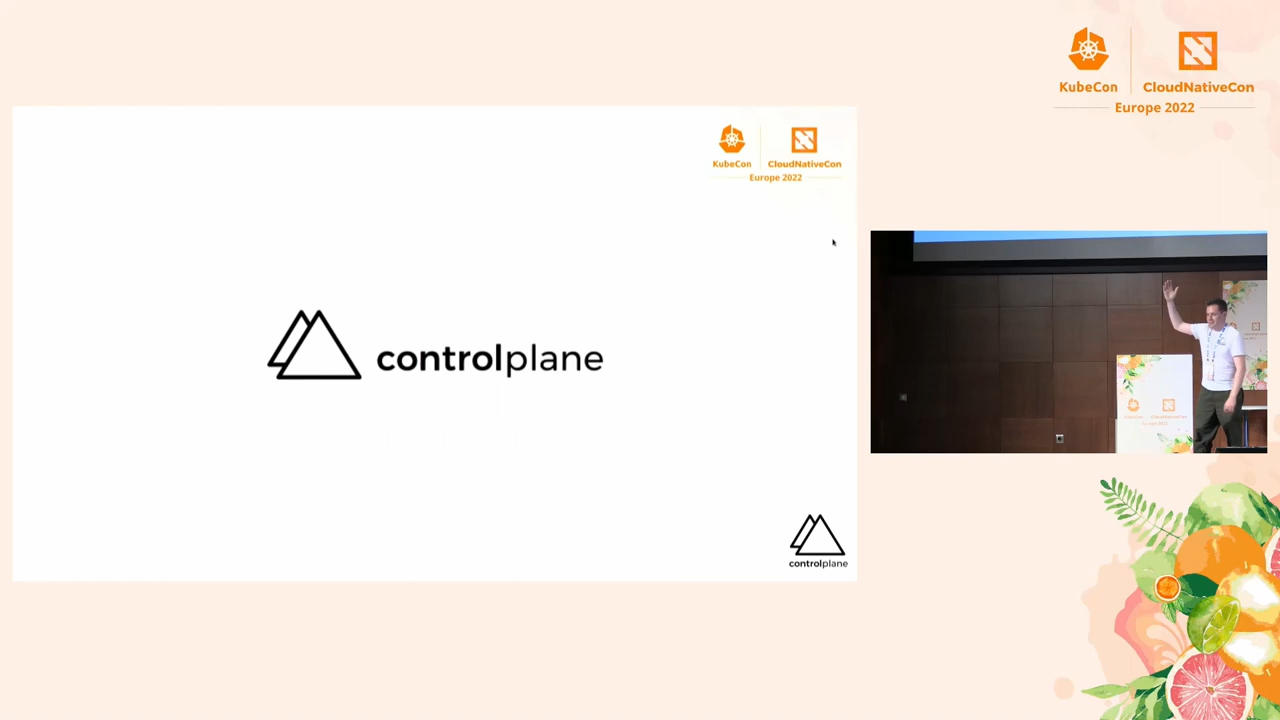 KubeCon
CloudNativeCon
Europe 2022
KubeCon
CloudNativeCon
Europe 2022
controlplane
controlplane